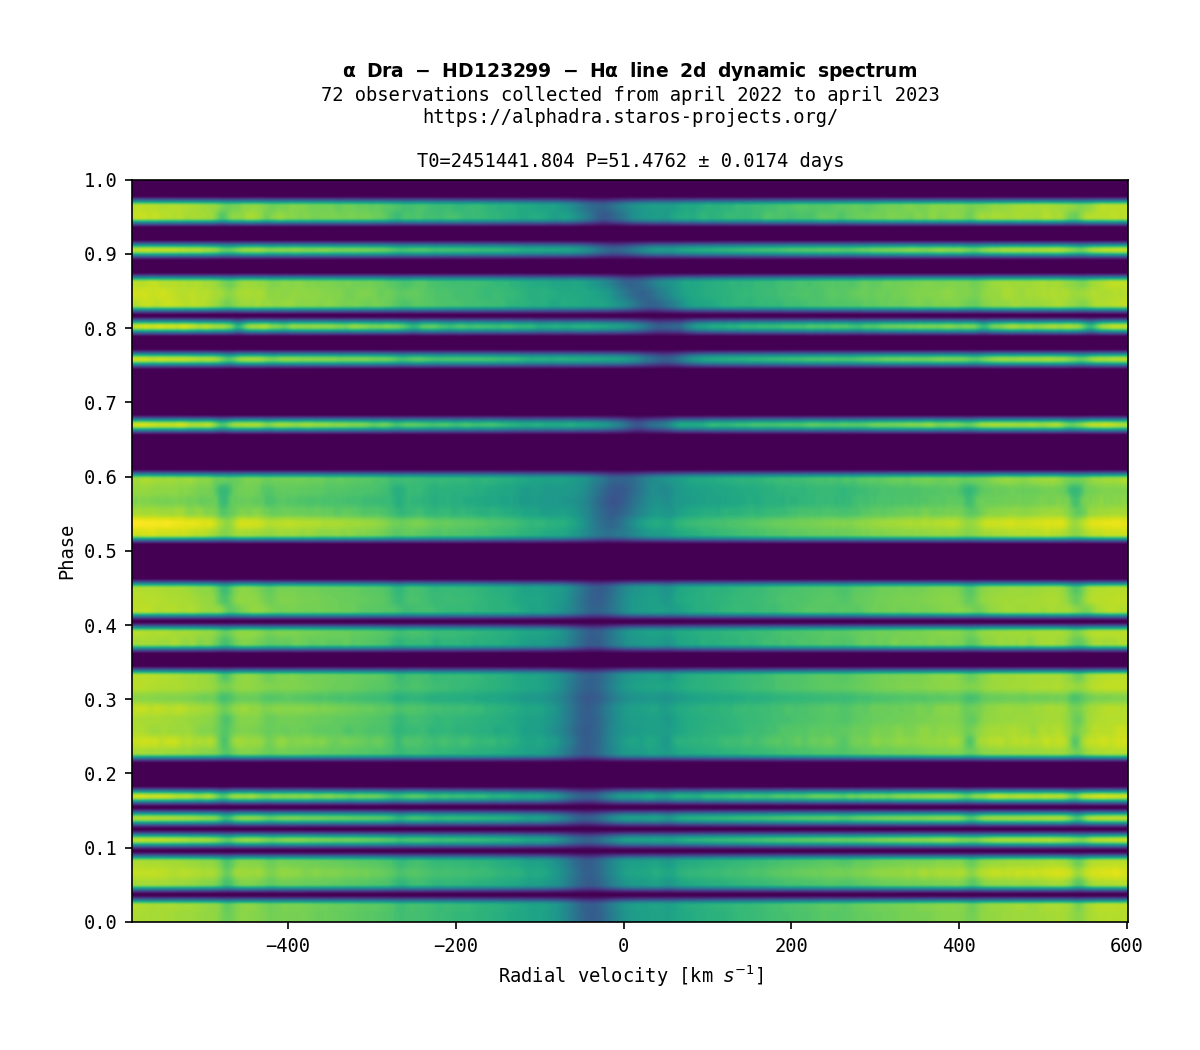 α Dra − HD123299 − Hα line 2d dynamic spectrum
72 observations collected from april 2022 to april 2023
https://alphadra.staros-projects.org/
T0=2451441.804 P=51.4762 ± 0.0174 days
1.0
0.9
0.8
0.7
0.6
0.5
0.4
0.3
0.2
0.1
0.0
Phase
−400 −200 0 200 400 600
Radial velocity [km s⁻¹]